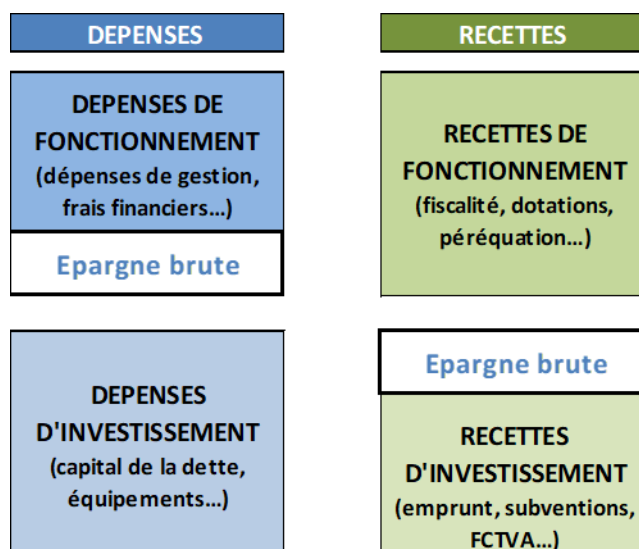 DEPENSES
DEPENSES DE
FONCTIONNEMENT
(dépenses de gestion,
frais financiers...)
Epargne brute
DEPENSES
D'INVESTISSEMENT
(capital de la dette,
équipements...)
RECETTES
RECETTES DE
FONCTIONNEMENT
(fiscalité, dotations,
péréquation...)
Epargne brute
RECETTES
D'INVESTISSEMENT
(emprunt, subventions,
FCTVA...)